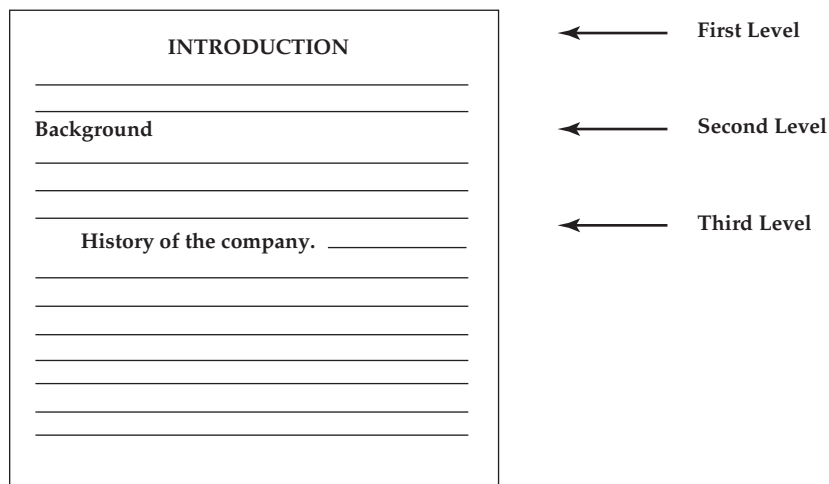 INTRODUCTION
First Level
Background
Second Level
History of the company.
Third Level